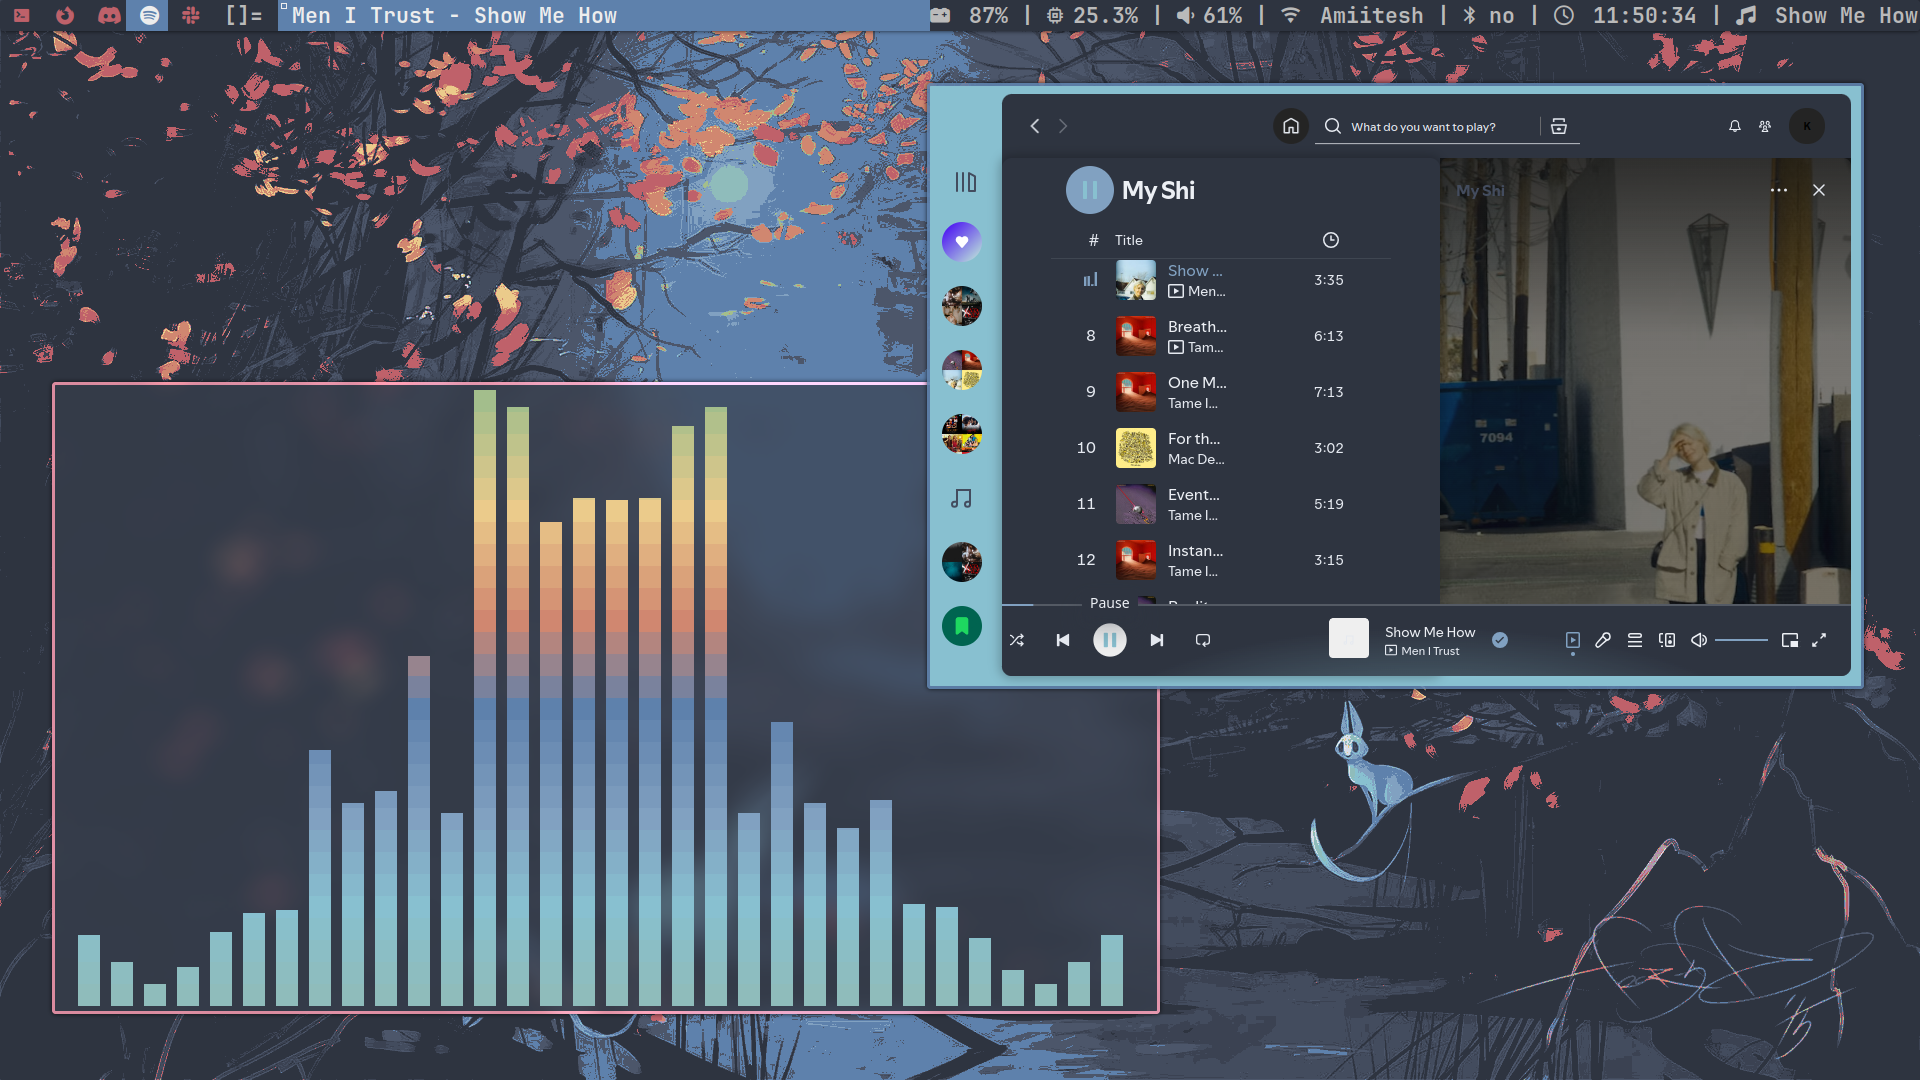 []= Men I Trust - Show Me How 87% | 25.3% | 61% | Amiitesh | no | 11:50:34 | Show Me How
What do you want to play? K
My Shi
My Shi
# Title
Show ... 3:35
Men...
8 Breath... 6:13
Tam...
9 One M... 7:13
Tame I...
10 For th... 3:02
Mac De...
11 Event... 5:19
Tame I...
12 Instan... 3:15
Tame I...
7094
Pause
Show Me How
Men I Trust